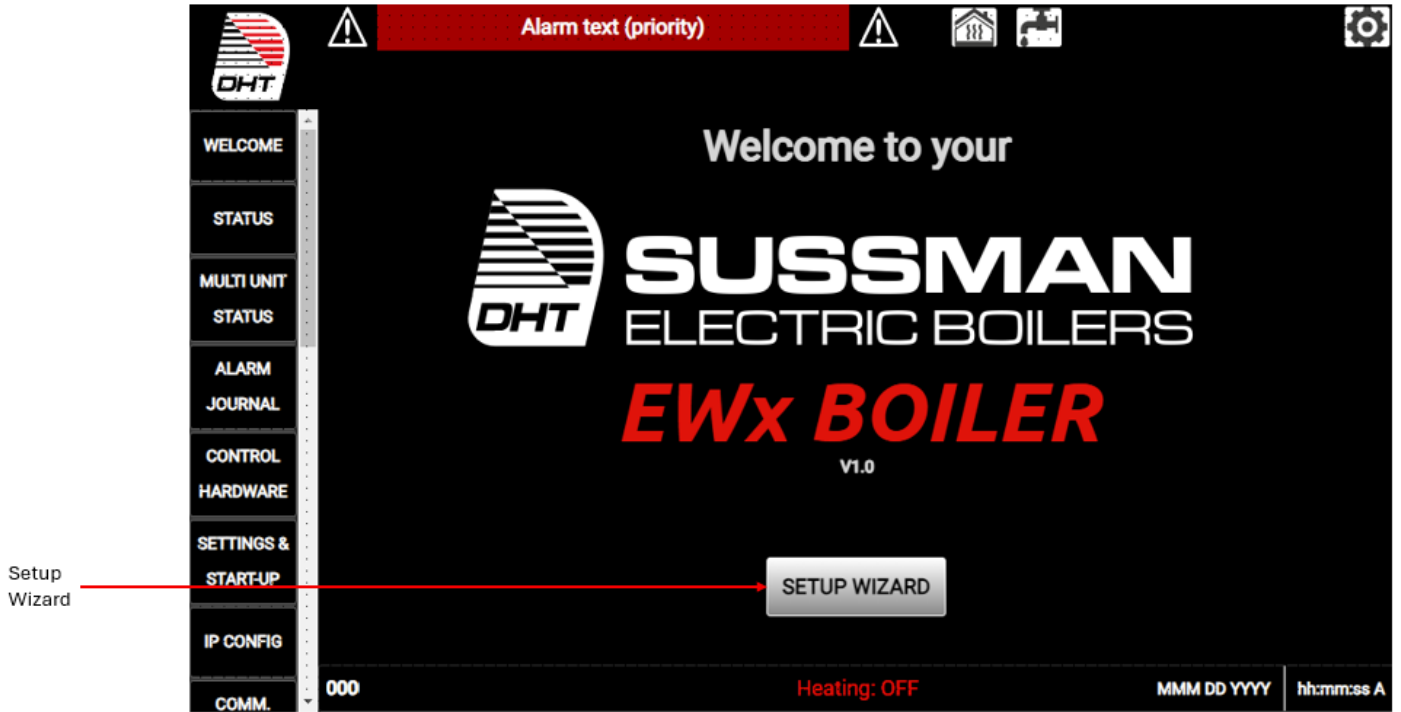 Alarm text (priority)
DHT
WELCOME
STATUS
MULTI UNIT
STATUS
ALARM
JOURNAL
CONTROL
HARDWARE
SETTINGS &
START-UP
IP CONFIG
COMM.
Welcome to your
DHT
SUSSMAN
ELECTRIC BOILERS
EWx BOILER
V1.0
SETUP WIZARD
Setup
Wizard
000
Heating: OFF
MMM DD YYYY
hh:mm:ss A